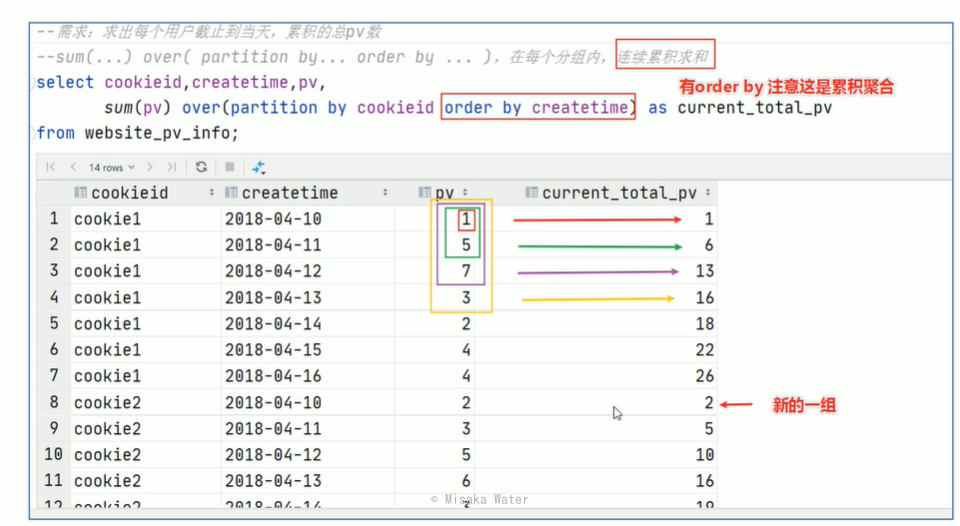 --需求：求出每个用户截止到当天，累积的总pv数
--sum(...) over( partition by... order by ... )，在每个分组内，连续累积求和
select cookieid,createtime,pv,
有order by 注意这是累积聚合
sum(pv) over(partition by cookieid order by createtime) as current_total_pv
from website_pv_info;
14 rows
cookieid createtime pv current_total_pv
1 cookie1 2018-04-10 1 1
2 cookie1 2018-04-11 5 6
3 cookie1 2018-04-12 7 13
4 cookie1 2018-04-13 3 16
5 cookie1 2018-04-14 2 18
6 cookie1 2018-04-15 4 22
7 cookie1 2018-04-16 4 26
8 cookie2 2018-04-10 2 2 新的一组
9 cookie2 2018-04-11 3 5
10 cookie2 2018-04-12 5 10
11 cookie2 2018-04-13 6 16
© Misaka Water
12 cookie2 2018-04-14 3 19